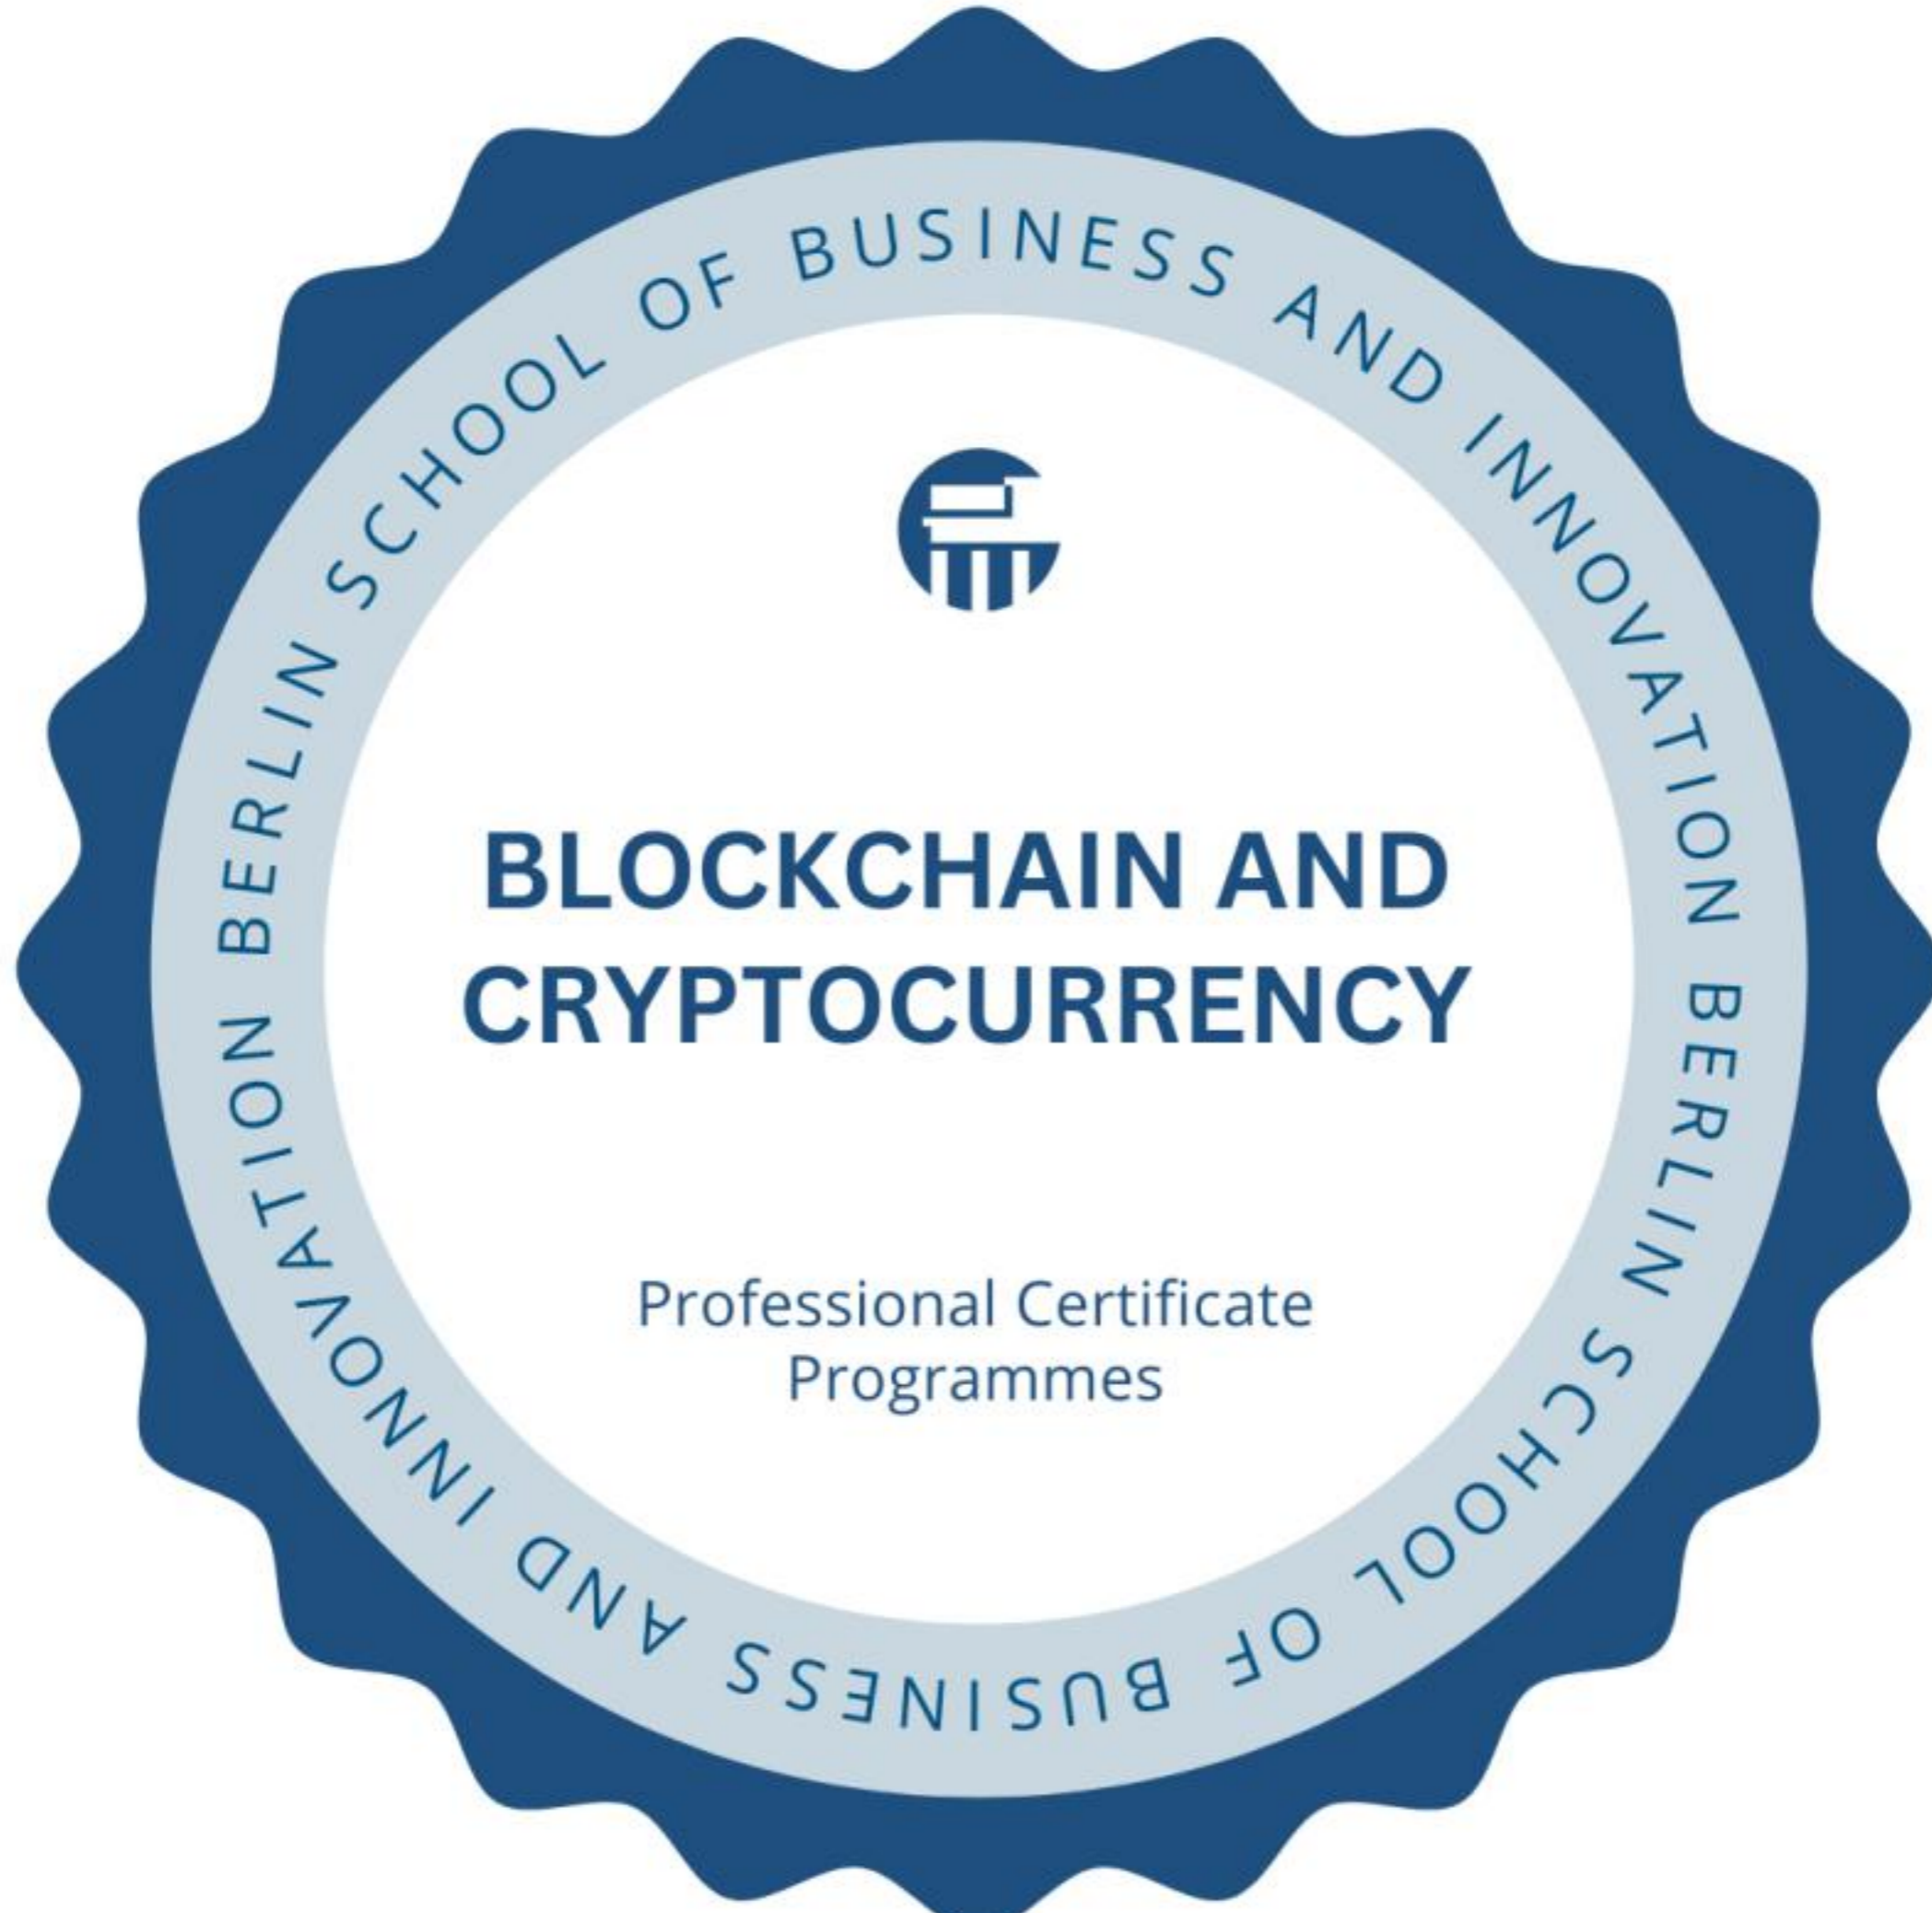 BERLIN SCHOOL OF BUSINESS AND INNOVATION BERLIN SCHOOL OF BUSINESS AND INNOVATION
BLOCKCHAIN AND
CRYPTOCURRENCY
Professional Certificate
Programmes